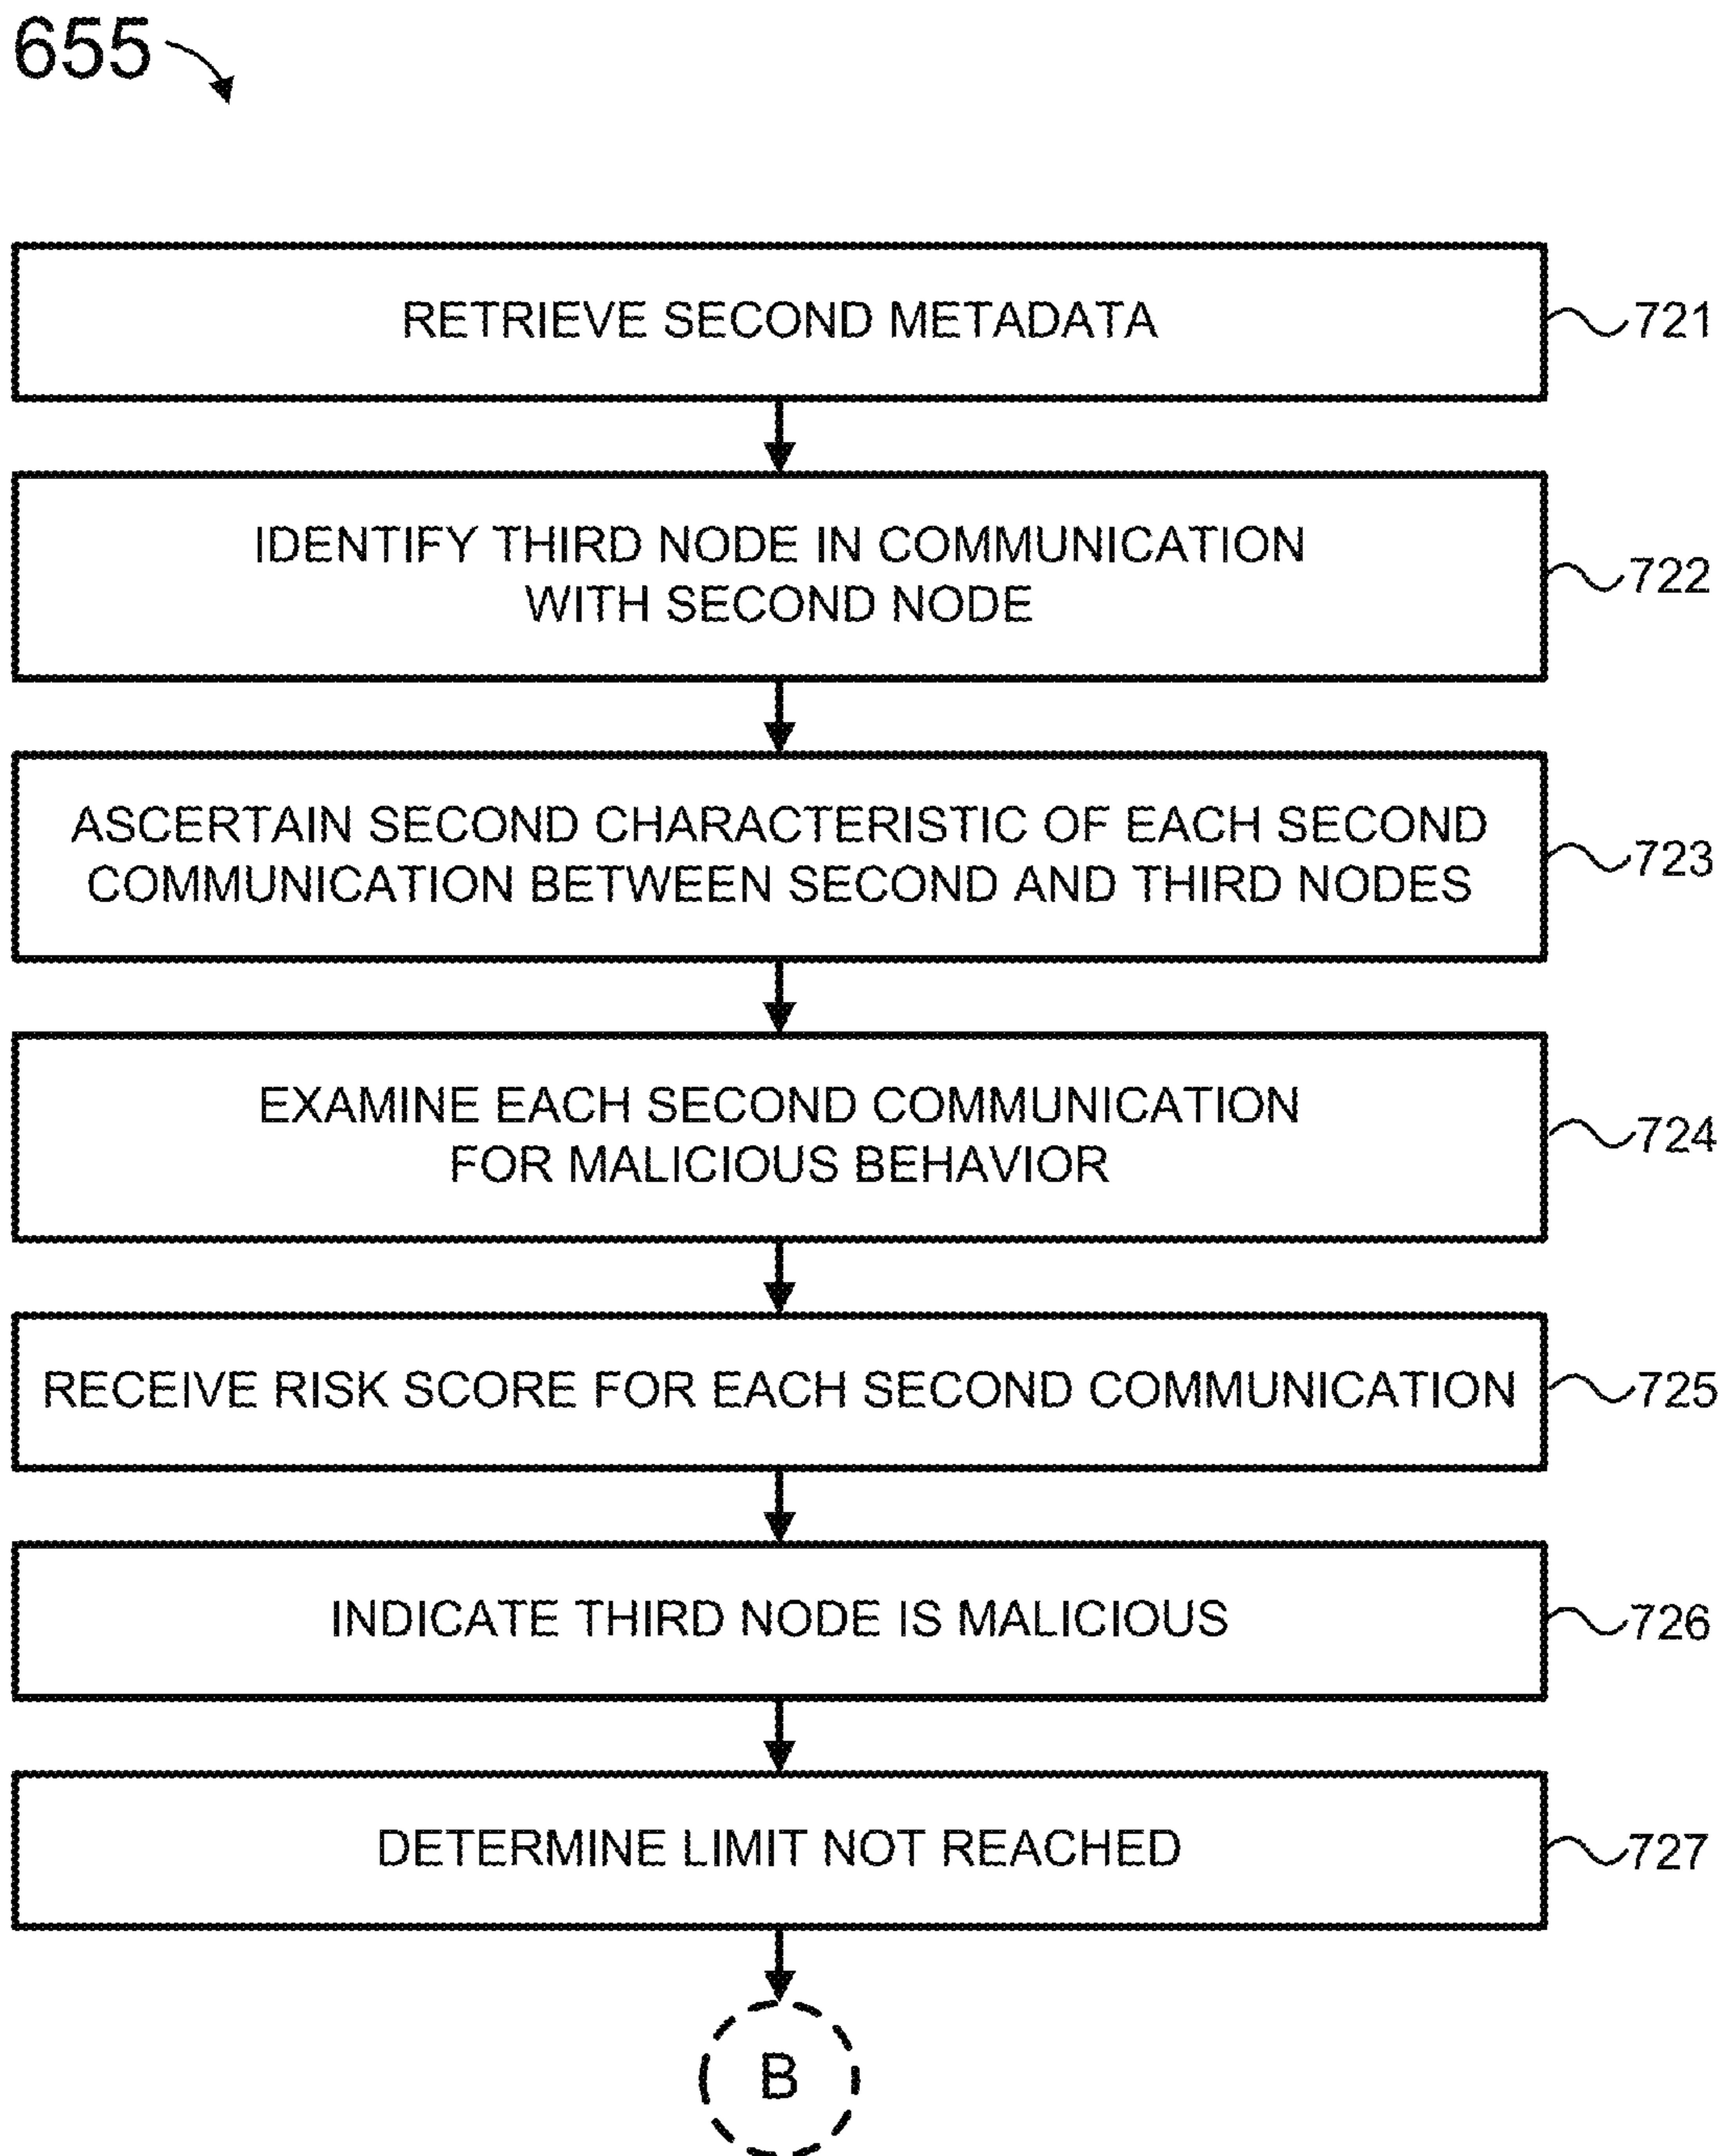 655
RETRIEVE SECOND METADATA
721
IDENTIFY THIRD NODE IN COMMUNICATION
WITH SECOND NODE
722
ASCERTAIN SECOND CHARACTERISTIC OF EACH SECOND
COMMUNICATION BETWEEN SECOND AND THIRD NODES
723
EXAMINE EACH SECOND COMMUNICATION
FOR MALICIOUS BEHAVIOR
724
RECEIVE RISK SCORE FOR EACH SECOND COMMUNICATION
725
INDICATE THIRD NODE IS MALICIOUS
726
DETERMINE LIMIT NOT REACHED
727
B